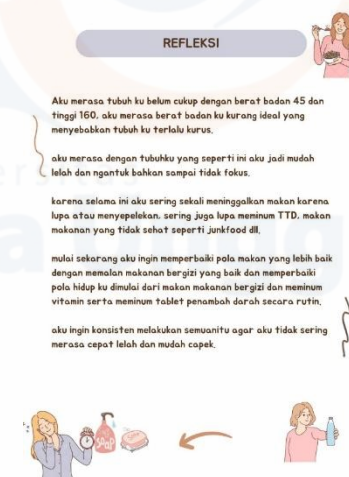 REFLEKSI
Aku merasa tubuh ku belum cukup dengan berat badan 45 dan
tinggi 160, aku merasa berat badan ku kurang ideal yang
menyebabkan tubuh ku terlalu kurus.
aku merasa dengan tubuhku yang seperti ini aku jadi mudah
lelah dan ngantuk bahkan sampai tidak fokus.
karena selama ini aku sering sekali meninggalkan makan karena
lupa atau menyepelekan, sering juga lupa meminum TTD, makan
makanan yang tidak sehat seperti junkfood dll,
mulai sekarang aku ingin memperbaiki pola makan yang lebih baik
dengan memalan makanan bergizi yang baik dan memperbaiki
pola hidup ku dimulai dari makan makanan bergizi dan meminum
vitamin serta meminum tablet penambah darah secara rutin,
aku ingin konsisten melakukan semuanitu agar aku tidak sering
merasa cepat lelah dan mudah capek.
SOAP